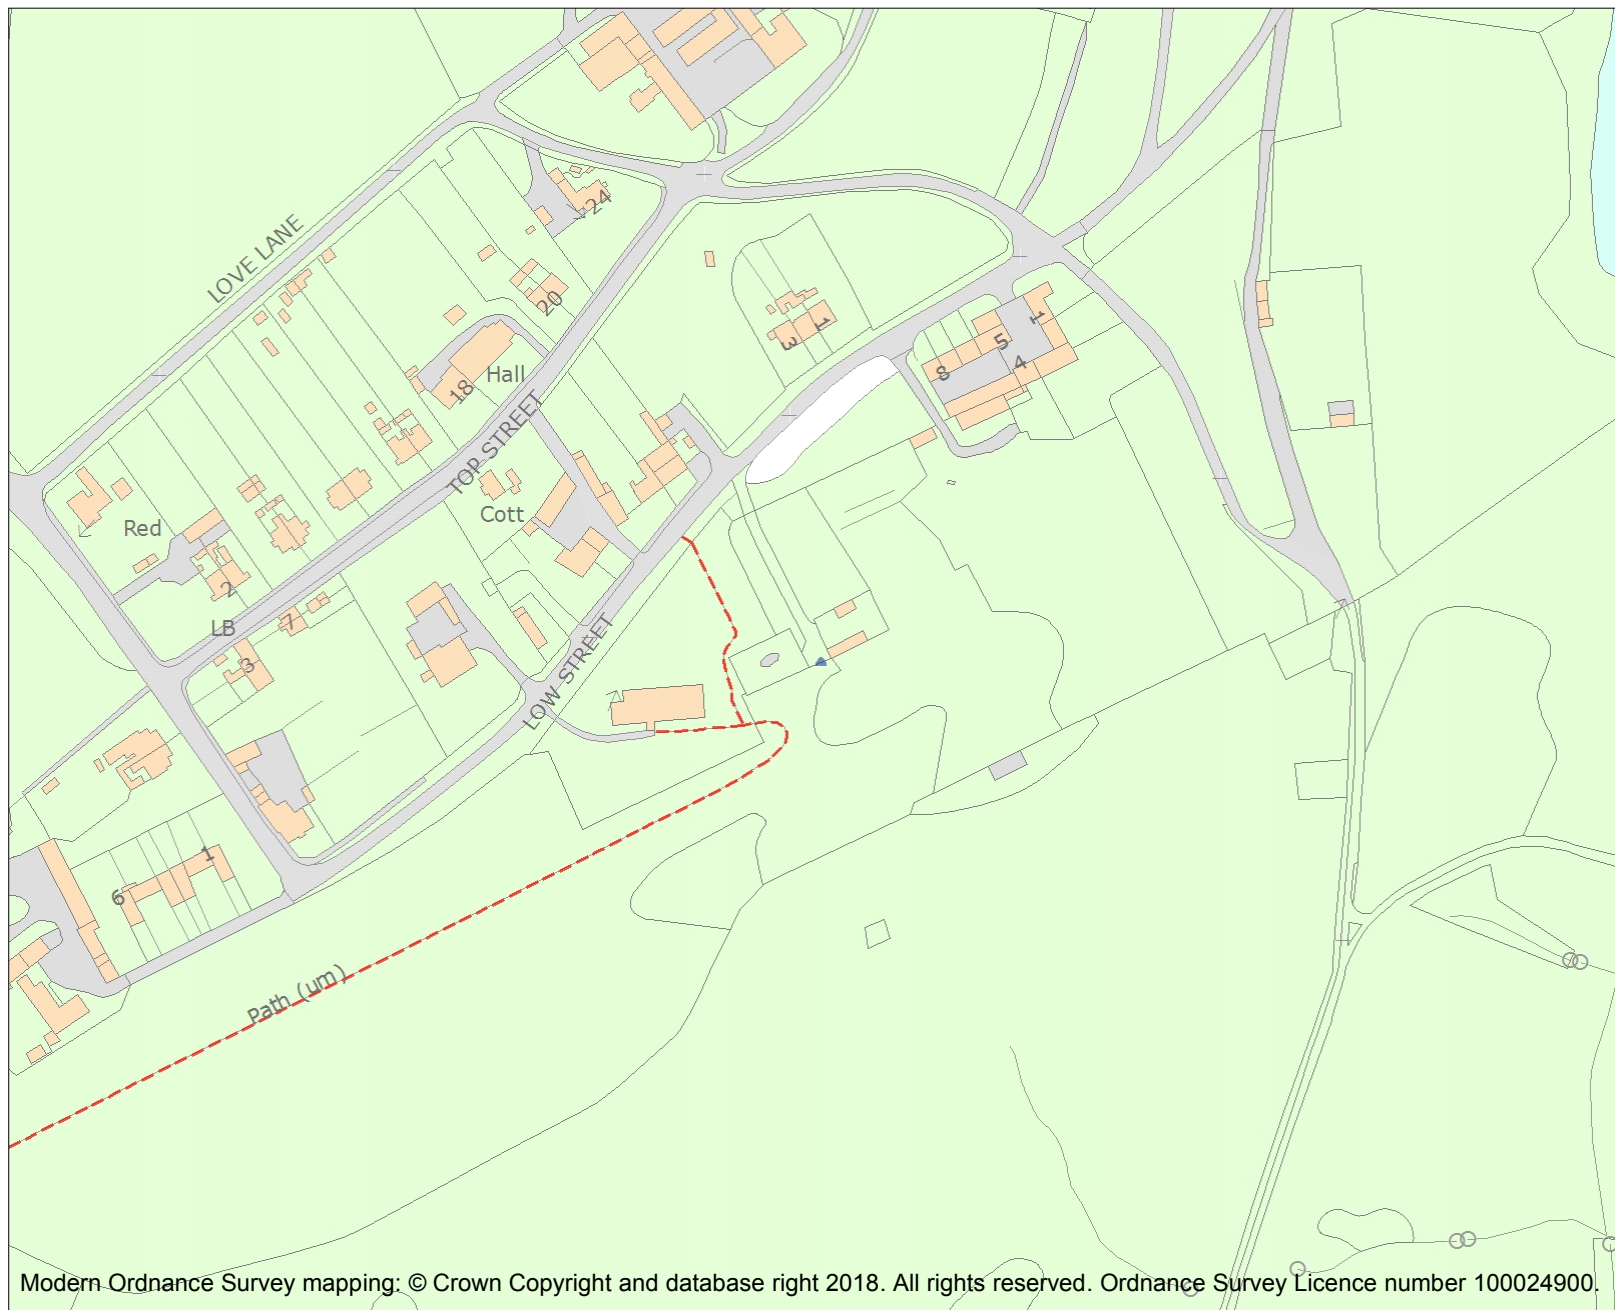 24
LOVE LANE
20
1
3
1
5
4
8
Hall
18
TOP STREET
Red
Cott
2
LB
7
3
LOW STREET
1
6
Path (um)
Modern Ordnance Survey mapping: © Crown Copyright and database right 2018. All rights reserved. Ordnance Survey Licence number 100024900.